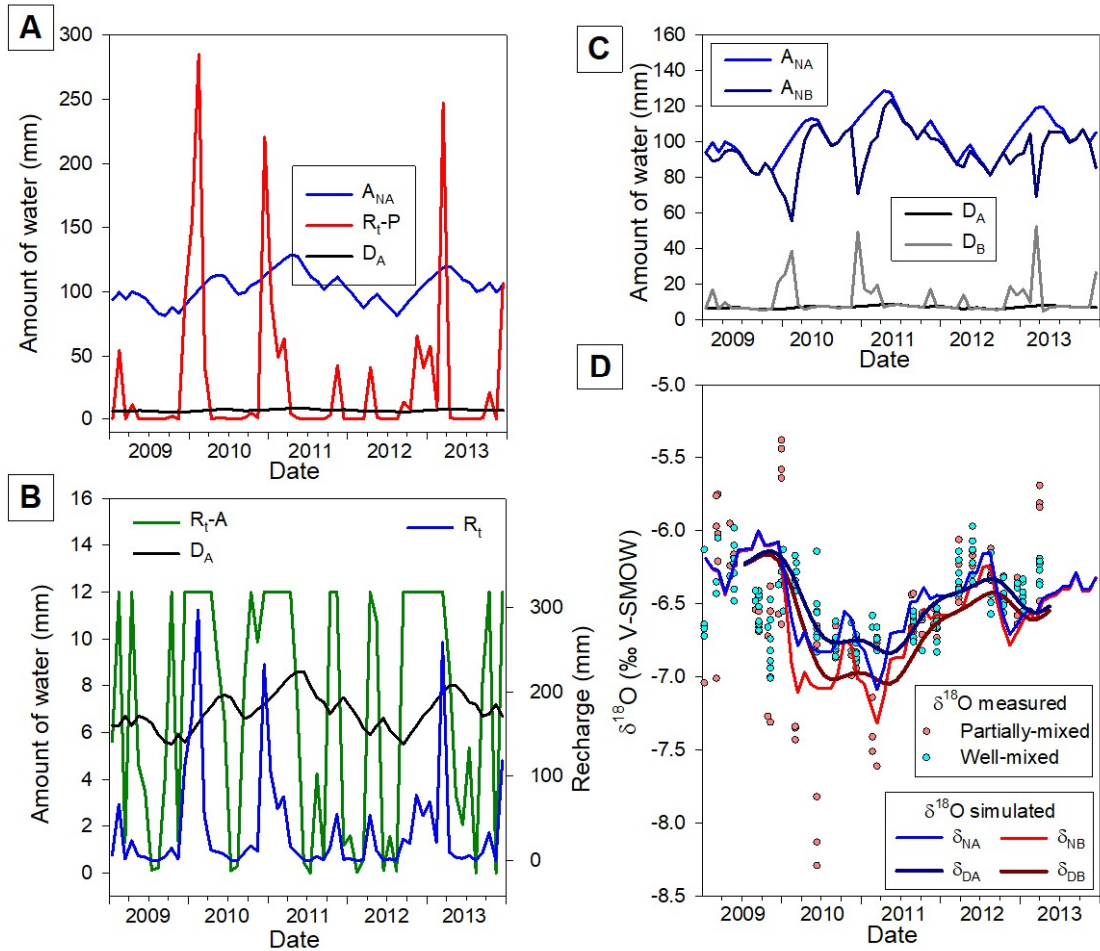 A
Amount of water (mm)
300
250
200
150
100
50
0
A_NA
R_t-P
D_A
2009 2010 2011 2012 2013
Date
B
Amount of water (mm)
16
14
12
10
8
6
4
2
0
R_t-A
D_A
R_t
300
200
100
0
Recharge (mm)
2009 2010 2011 2012 2013
Date
C
Amount of water (mm)
160
140
120
100
80
60
40
20
0
A_NA
A_NB
D_A
D_B
2009 2010 2011 2012 2013
Date
D
δ¹⁸O (‰ V-SMOW)
-5.0
-5.5
-6.0
-6.5
-7.0
-7.5
-8.0
-8.5
δ¹⁸O measured
Partially-mixed
Well-mixed
δ¹⁸O simulated
δ_NA δ_NB
δ_DA δ_DB
2009 2010 2011 2012 2013
Date